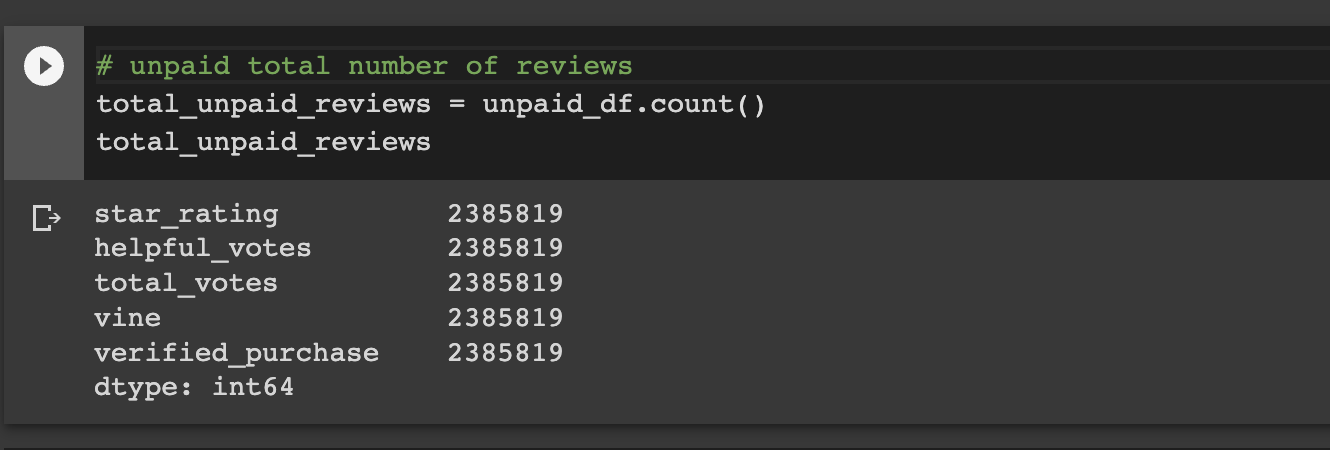 # unpaid total number of reviews
total_unpaid_reviews = unpaid_df.count()
total_unpaid_reviews
star_rating 2385819
helpful_votes 2385819
total_votes 2385819
vine 2385819
verified_purchase 2385819
dtype: int64